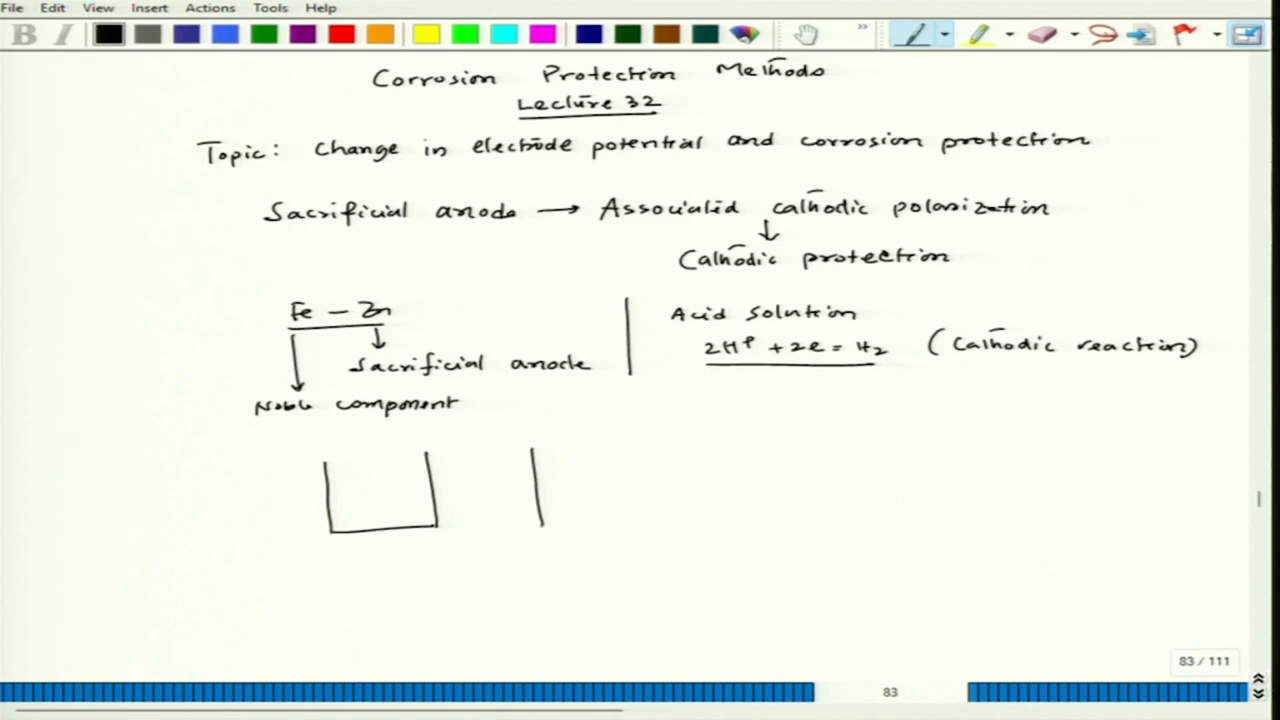 File Edit View Insert Actions Tools Help
B I
Corrosion Protection Methods
Lecture 32
Topic: Change in electrode potential and corrosion protection
Sacrificial anode → Associated cathodic polarization
↓
Cathodic protection
Fe - Zn
Sacrificial anode
Noble component
Acid solution
2H+ + 2e = H2 (Cathodic reaction)
83 / 111
83